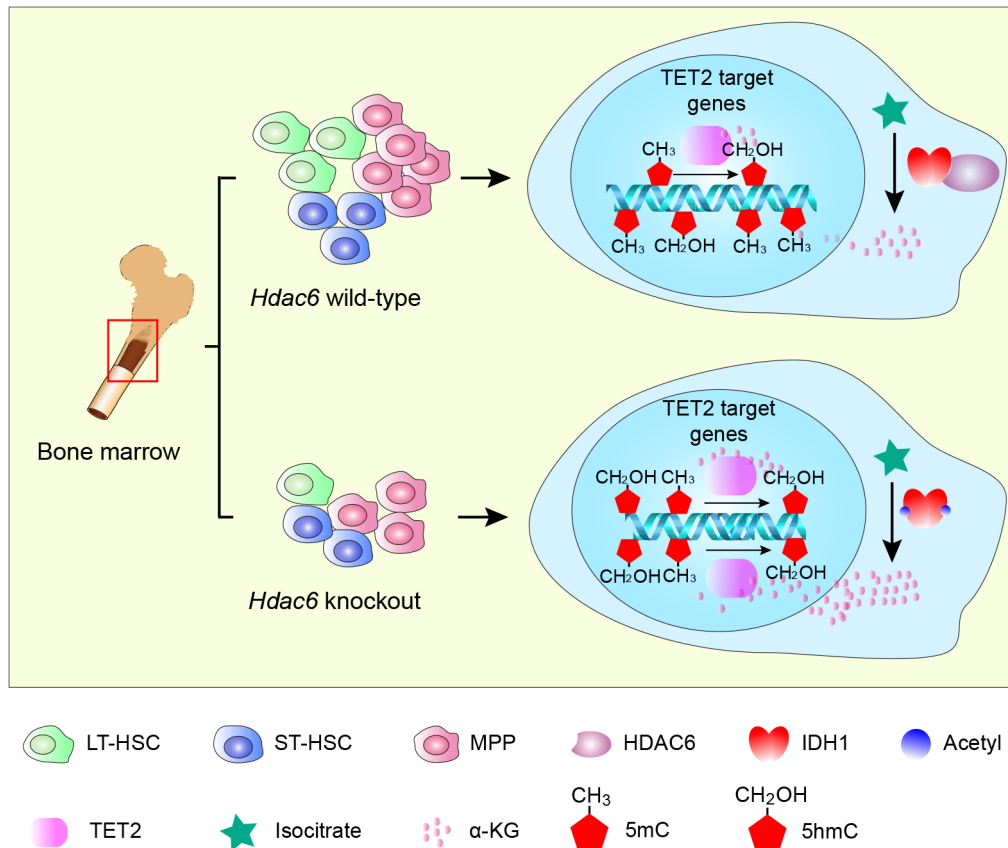 TET2 target
genes
CH₃
CH₂OH
CH₃
CH₂OH
CH₃
CH₃
Hdac6 wild-type
Bone marrow
TET2 target
genes
CH₂OH
CH₃
CH₂OH
CH₂OH
CH₃
CH₂OH
Hdac6 knockout
LT-HSC
ST-HSC
MPP
HDAC6
IDH1
Acetyl
TET2
Isocitrate
α-KG
CH₃
5mC
CH₂OH
5hmC